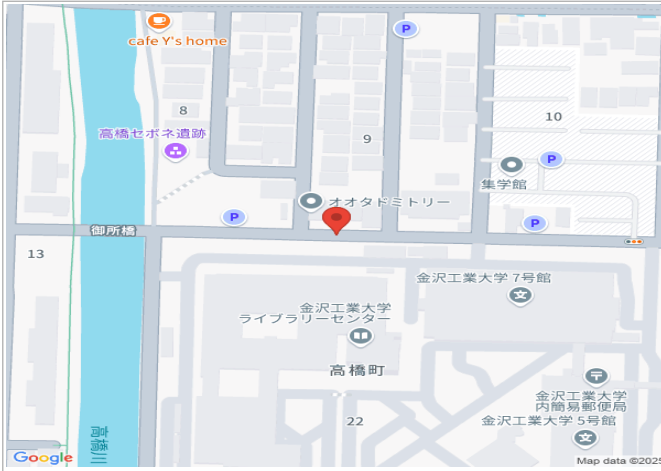 P
cafe Y's home
8
10
高橋セボネ遺跡
9
P
集学館
オオタドミトリー
P
P
御所橋
13
金沢工業大学 7号館
金沢工業大学
ライブラリーセンター
高橋町
金沢工業大学
内簡易郵便局
22
金沢工業大学 5号館
高橋川
Google
Map data ©2025